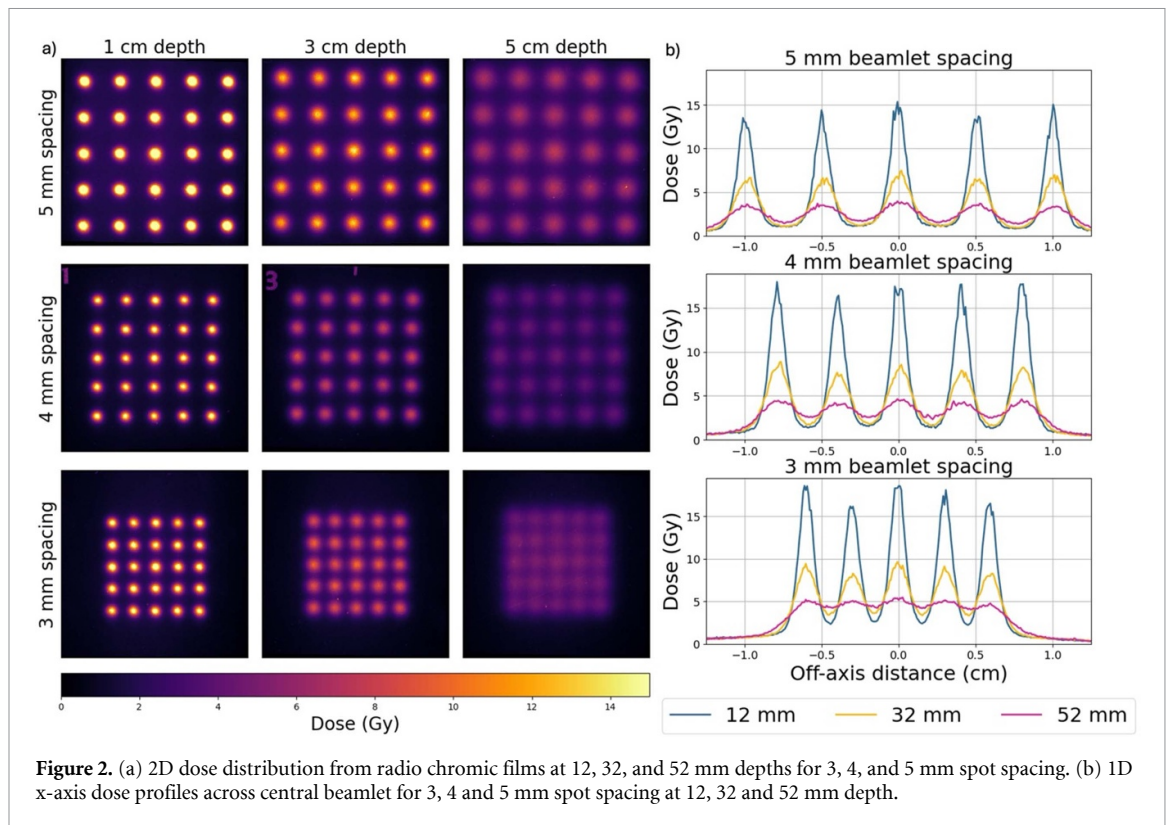 a)
1 cm depth
3 cm depth
5 cm depth
5 mm spacing
4 mm spacing
1
3
3 mm spacing
0 2 4 6 8 10 12 14
Dose (Gy)
b)
5 mm beamlet spacing
Dose (Gy)
15
10
5
0
−1.0 −0.5 0.0 0.5 1.0
4 mm beamlet spacing
Dose (Gy)
15
10
5
0
−1.0 −0.5 0.0 0.5 1.0
3 mm beamlet spacing
Dose (Gy)
15
10
5
0
−1.0 −0.5 0.0 0.5 1.0
Off-axis distance (cm)
12 mm 32 mm 52 mm
Figure 2. (a) 2D dose distribution from radio chromic films at 12, 32, and 52 mm depths for 3, 4, and 5 mm spot spacing. (b) 1D
x-axis dose profiles across central beamlet for 3, 4 and 5 mm spot spacing at 12, 32 and 52 mm depth.